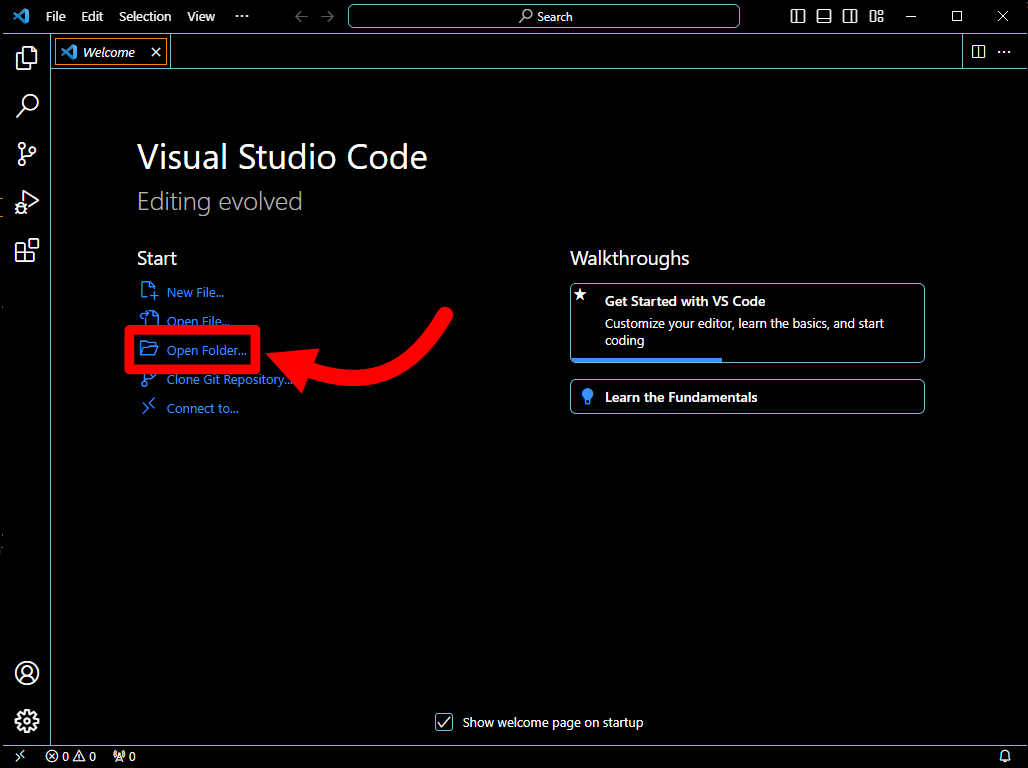 File Edit Selection View ··· Search
Welcome
Visual Studio Code
Editing evolved
Start
New File...
Open File...
Open Folder...
Clone Git Repository...
Connect to...
Walkthroughs
Get Started with VS Code
Customize your editor, learn the basics, and start
coding
Learn the Fundamentals
Show welcome page on startup
0 0 0